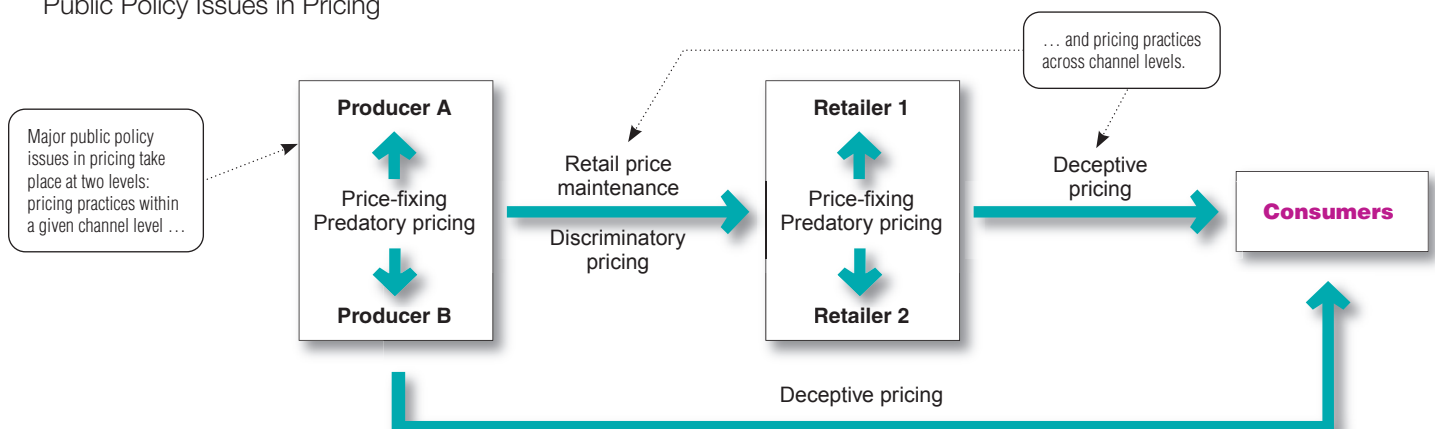 Public Policy Issues in Pricing
Major public policy
issues in pricing take
place at two levels:
pricing practices within
a given channel level …
Producer A
Price-fixing
Predatory pricing
Producer B
Retail price
maintenance
Discriminatory
pricing
Retailer 1
Price-fixing
Predatory pricing
Retailer 2
… and pricing practices
across channel levels.
Deceptive
pricing
Consumers
Deceptive pricing